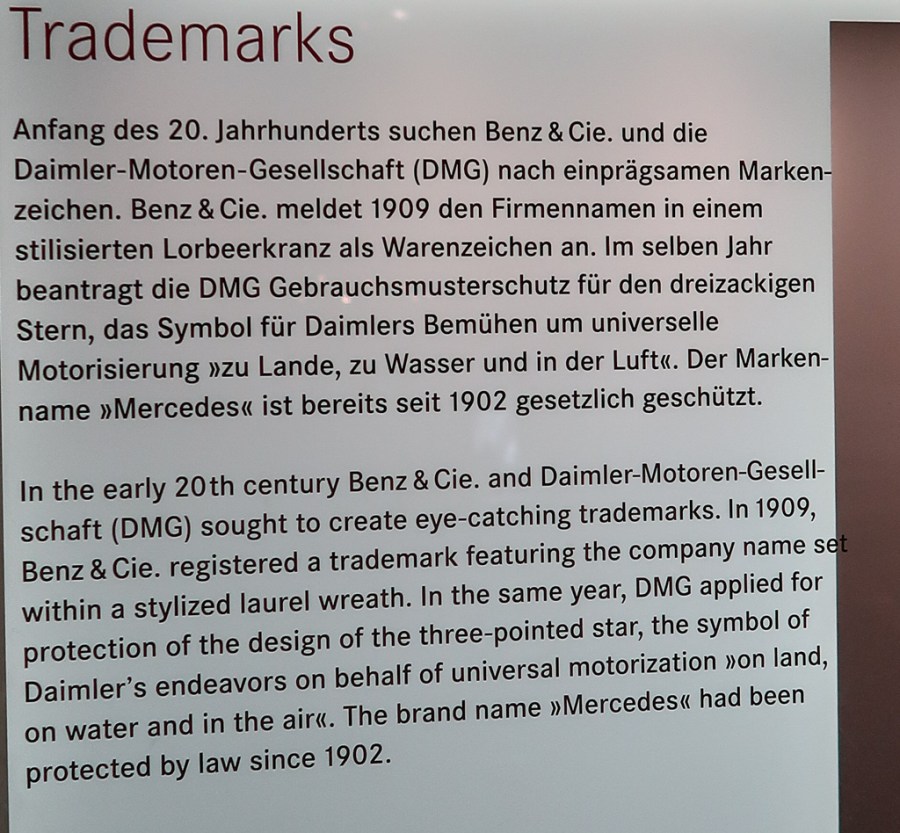 Trademarks
Anfang des 20. Jahrhunderts suchen Benz & Cie. und die
Daimler-Motoren-Gesellschaft (DMG) nach einprägsamen Marken-
zeichen. Benz & Cie. meldet 1909 den Firmennamen in einem
stilisierten Lorbeerkranz als Warenzeichen an. Im selben Jahr
beantragt die DMG Gebrauchsmusterschutz für den dreizackigen
Stern, das Symbol für Daimlers Bemühen um universelle
Motorisierung »zu Lande, zu Wasser und in der Luft«. Der Marken-
name »Mercedes« ist bereits seit 1902 gesetzlich geschützt.
In the early 20th century Benz & Cie. and Daimler-Motoren-Gesell-
schaft (DMG) sought to create eye-catching trademarks. In 1909,
Benz & Cie. registered a trademark featuring the company name set
within a stylized laurel wreath. In the same year, DMG applied for
protection of the design of the three-pointed star, the symbol of
Daimler's endeavors on behalf of universal motorization »on land,
on water and in the air«. The brand name »Mercedes« had been
protected by law since 1902.